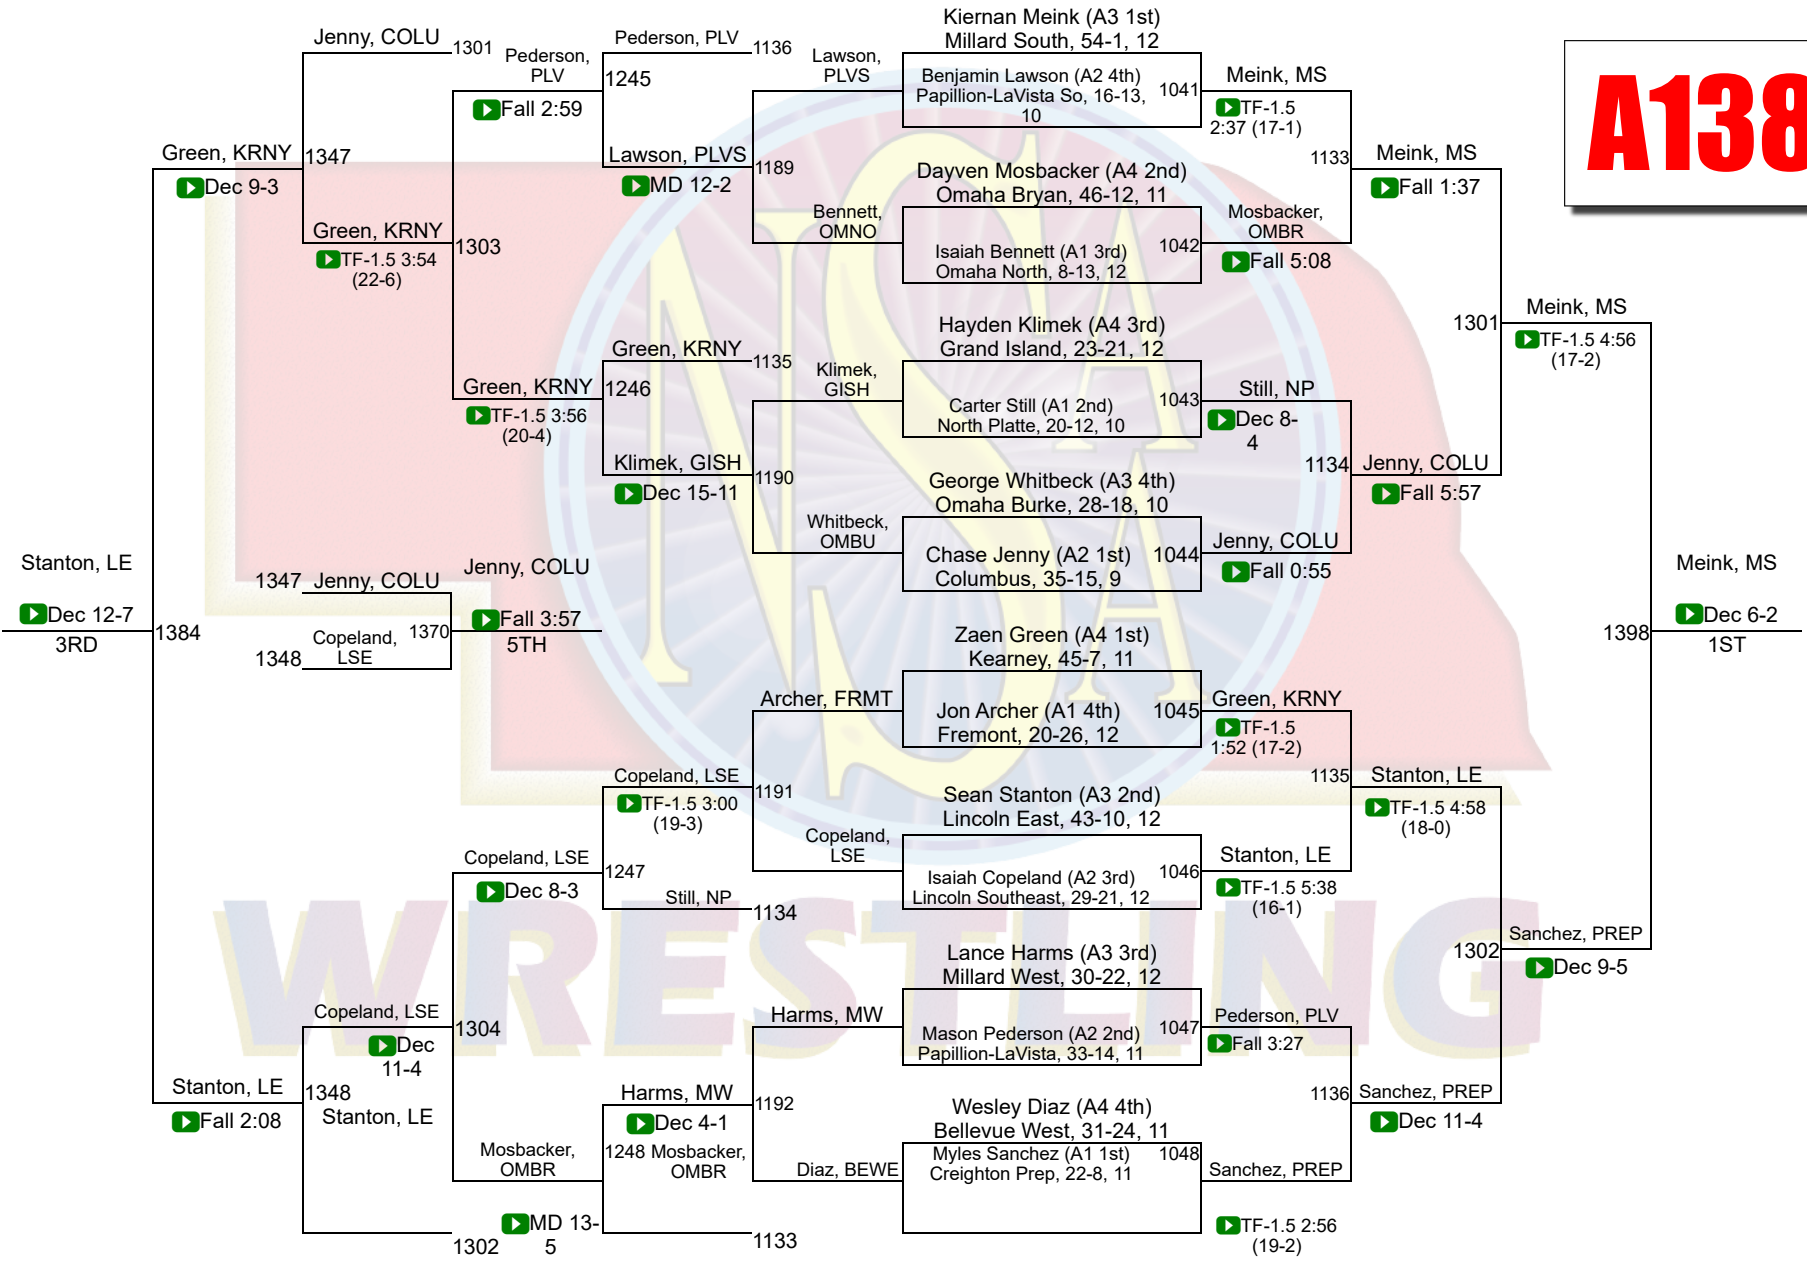 Kiernan Meink (A3 1st)
Millard South, 54-1, 12
Benjamin Lawson (A2 4th)
Papillion-LaVista So, 16-13,
10
1041
Dayven Mosbacker (A4 2nd)
Omaha Bryan, 46-12, 11
Isaiah Bennett (A1 3rd)
Omaha North, 8-13, 12
1042
Hayden Klimek (A4 3rd)
Grand Island, 23-21, 12
Carter Still (A1 2nd)
North Platte, 20-12, 10
1043
George Whitbeck (A3 4th)
Omaha Burke, 28-18, 10
Chase Jenny (A2 1st)
Columbus, 35-15, 9
1044
Zaen Green (A4 1st)
Kearney, 45-7, 11
Jon Archer (A1 4th)
Fremont, 20-26, 12
1045
Sean Stanton (A3 2nd)
Lincoln East, 43-10, 12
Isaiah Copeland (A2 3rd)
Lincoln Southeast, 29-21, 12
1046
Lance Harms (A3 3rd)
Millard West, 30-22, 12
Mason Pederson (A2 2nd)
Papillion-LaVista, 33-14, 11
1047
Wesley Diaz (A4 4th)
Bellevue West, 31-24, 11
Myles Sanchez (A1 1st)
Creighton Prep, 22-8, 11
1048
Meink, MS
TF-1.5
2:37 (17-1)
Mosbacker,
OMBR
Fall 5:08
Still, NP
Dec 8-
4
Jenny, COLU
Fall 0:55
Green, KRNY
TF-1.5
1:52 (17-2)
Stanton, LE
TF-1.5 5:38
(16-1)
Pederson, PLV
Fall 3:27
Sanchez, PREP
TF-1.5 2:56
(19-2)
1133
Meink, MS
Fall 1:37
1134
Jenny, COLU
Fall 5:57
1135
Stanton, LE
TF-1.5 4:58
(18-0)
1136
Sanchez, PREP
Dec 11-4
1301
Meink, MS
TF-1.5 4:56
(17-2)
1302
Sanchez, PREP
Dec 9-5
1398
Meink, MS
Dec 6-2
1ST
A138
Lawson,
PLVS
Bennett,
OMNO
Klimek,
GISH
Whitbeck,
OMBU
Archer, FRMT
Copeland,
LSE
Harms, MW
Diaz, BEWE
Pederson, PLV
1136
Lawson, PLVS
1189
MD 12-2
Green, KRNY
1135
Klimek, GISH
1190
Dec 15-11
Copeland, LSE
1191
TF-1.5 3:00
(19-3)
Still, NP
1134
Harms, MW
1192
Dec 4-1
Mosbacker,
OMBR
1133
Pederson,
PLV
1245
Fall 2:59
Green, KRNY
1246
TF-1.5 3:56
(20-4)
Copeland, LSE
1247
Dec 8-3
Mosbacker,
OMBR
1248
MD 13-
5
Jenny, COLU
1301
Green, KRNY
1303
TF-1.5 3:54
(22-6)
Copeland, LSE
1304
Dec
11-4
Stanton, LE
1302
Green, KRNY
1347
Dec 9-3
Stanton, LE
1348
Fall 2:08
Stanton, LE
Dec 12-7
3RD
1384
1347
Jenny, COLU
1348
Copeland,
LSE
1370
Jenny, COLU
Fall 3:57
5TH
NSAA
WRESTLING